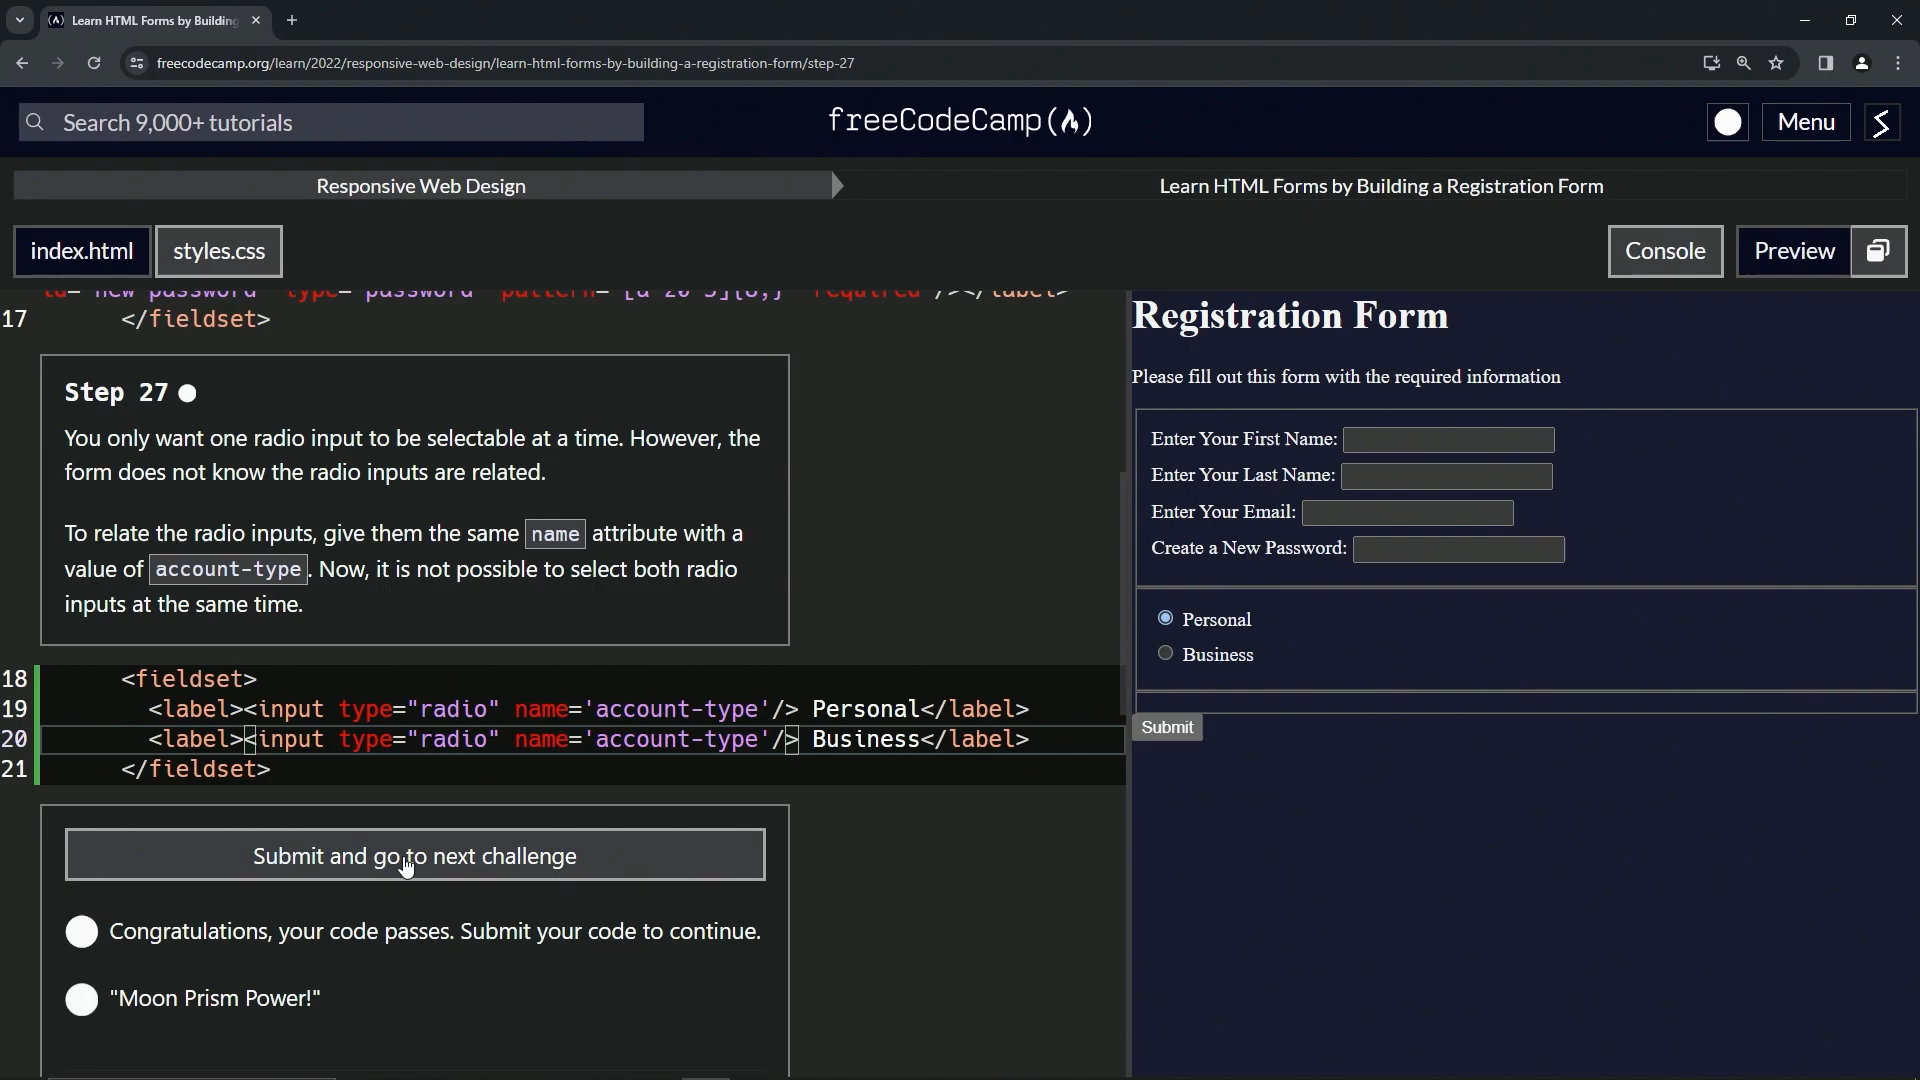 Learn HTML Forms by Building
freecodecamp.org/learn/2022/responsive-web-design/learn-html-forms-by-building-a-registration-form/step-27
Search 9,000+ tutorials
freeCodeCamp
Menu
Responsive Web Design
Learn HTML Forms by Building a Registration Form
index.html
styles.css
Console
Preview
17 </fieldset>
Step 27
You only want one radio input to be selectable at a time. However, the
form does not know the radio inputs are related.
To relate the radio inputs, give them the same name attribute with a
value of account-type. Now, it is not possible to select both radio
inputs at the same time.
18 <fieldset>
19 <label><input type="radio" name='account-type'/> Personal</label>
20 <label><input type="radio" name='account-type'/> Business</label>
21 </fieldset>
Submit and go to next challenge
Congratulations, your code passes. Submit your code to continue.
"Moon Prism Power!"
Registration Form
Please fill out this form with the required information
Enter Your First Name:
Enter Your Last Name:
Enter Your Email:
Create a New Password:
Personal
Business
Submit